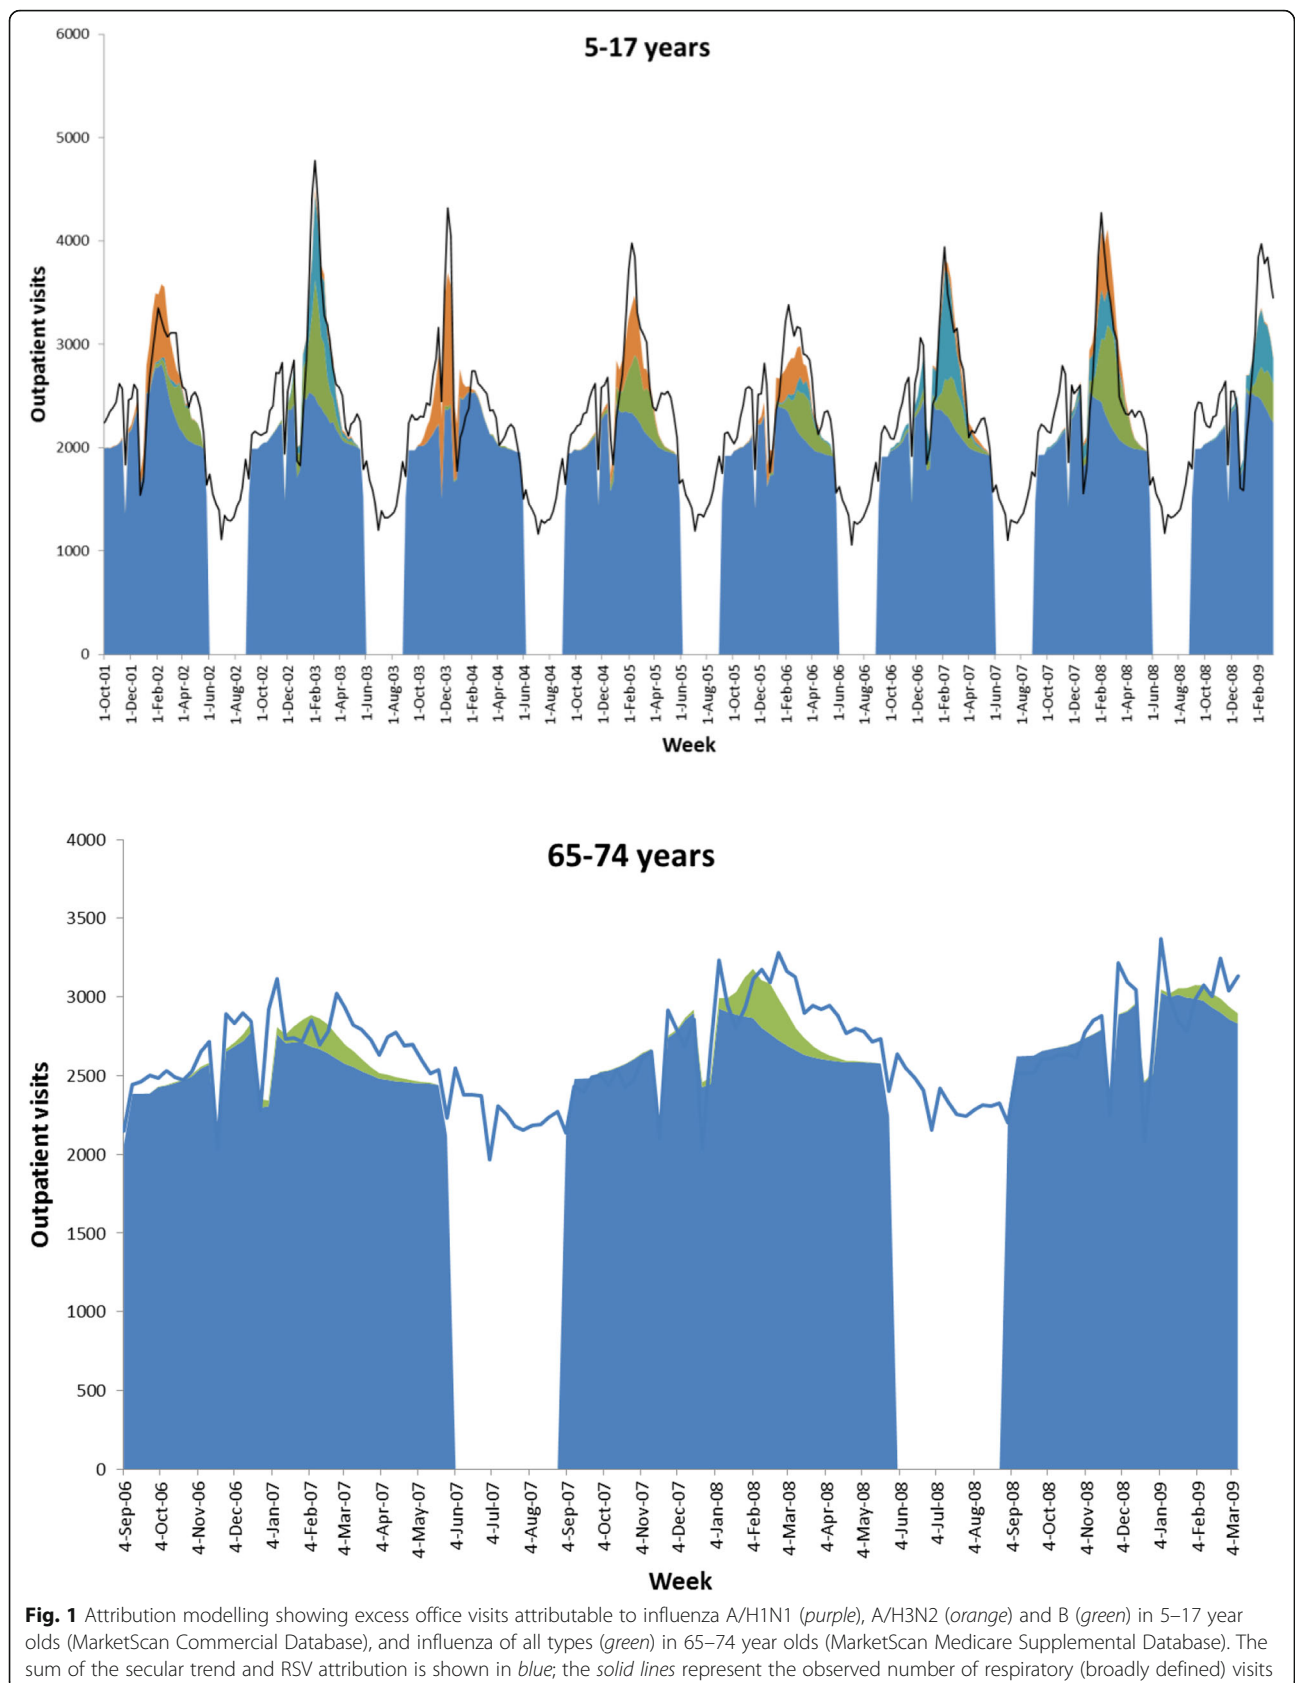 5-17 years
6000
5000
4000
3000
2000
1000
0
Outpatient visits
1-Oct-01
1-Dec-01
1-Feb-02
1-Apr-02
1-Jun-02
1-Aug-02
1-Oct-02
1-Dec-02
1-Feb-03
1-Apr-03
1-Jun-03
1-Aug-03
1-Oct-03
1-Dec-03
1-Feb-04
1-Apr-04
1-Jun-04
1-Aug-04
1-Oct-04
1-Dec-04
1-Feb-05
1-Apr-05
1-Jun-05
1-Aug-05
1-Oct-05
1-Dec-05
1-Feb-06
1-Apr-06
1-Jun-06
1-Aug-06
1-Oct-06
1-Dec-06
1-Feb-07
1-Apr-07
1-Jun-07
1-Aug-07
1-Oct-07
1-Dec-07
1-Feb-08
1-Apr-08
1-Jun-08
1-Aug-08
1-Oct-08
1-Dec-08
1-Feb-09
Week
65-74 years
4000
3500
3000
2500
2000
1500
1000
500
0
Outpatient visits
4-Sep-06
4-Oct-06
4-Nov-06
4-Dec-06
4-Jan-07
4-Feb-07
4-Mar-07
4-Apr-07
4-May-07
4-Jun-07
4-Jul-07
4-Aug-07
4-Sep-07
4-Oct-07
4-Nov-07
4-Dec-07
4-Jan-08
4-Feb-08
4-Mar-08
4-Apr-08
4-May-08
4-Jun-08
4-Jul-08
4-Aug-08
4-Sep-08
4-Oct-08
4-Nov-08
4-Dec-08
4-Jan-09
4-Feb-09
4-Mar-09
Week
Fig. 1 Attribution modelling showing excess office visits attributable to influenza A/H1N1 (purple), A/H3N2 (orange) and B (green) in 5–17 year
olds (MarketScan Commercial Database), and influenza of all types (green) in 65–74 year olds (MarketScan Medicare Supplemental Database). The
sum of the secular trend and RSV attribution is shown in blue; the solid lines represent the observed number of respiratory (broadly defined) visits